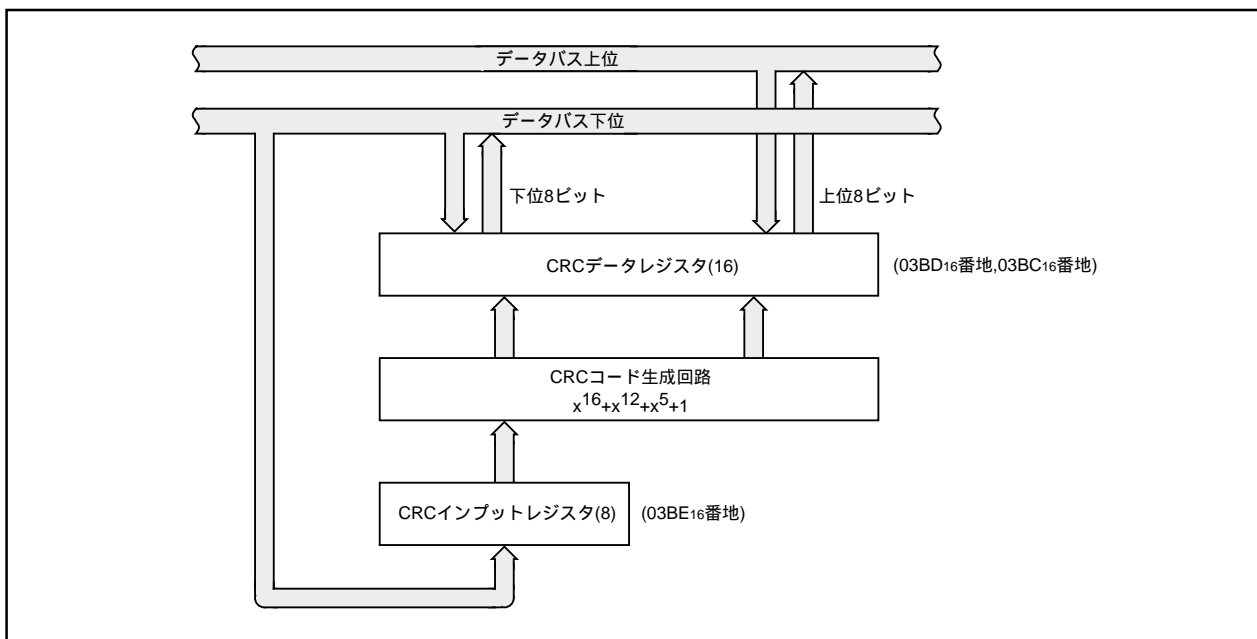 データバス上位
データバス下位
下位8ビット
上位8ビット
CRCデータレジスタ(16)
(03BD16番地,03BC16番地)
CRCコード生成回路
x16+x12+x5+1
CRCインプットレジスタ(8)
(03BE16番地)